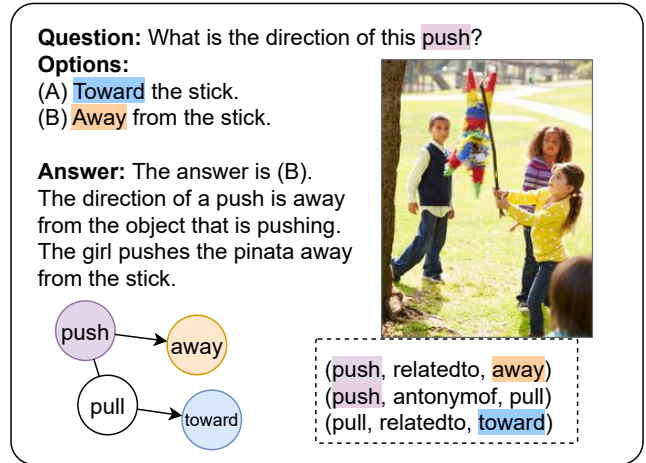 Question: What is the direction of this push?
Options:
(A) Toward the stick.
(B) Away from the stick.
Answer: The answer is (B).
The direction of a push is away
from the object that is pushing.
The girl pushes the pinata away
from the stick.
push
away
pull
toward
(push, relatedto, away)
(push, antonymof, pull)
(pull, relatedto, toward)